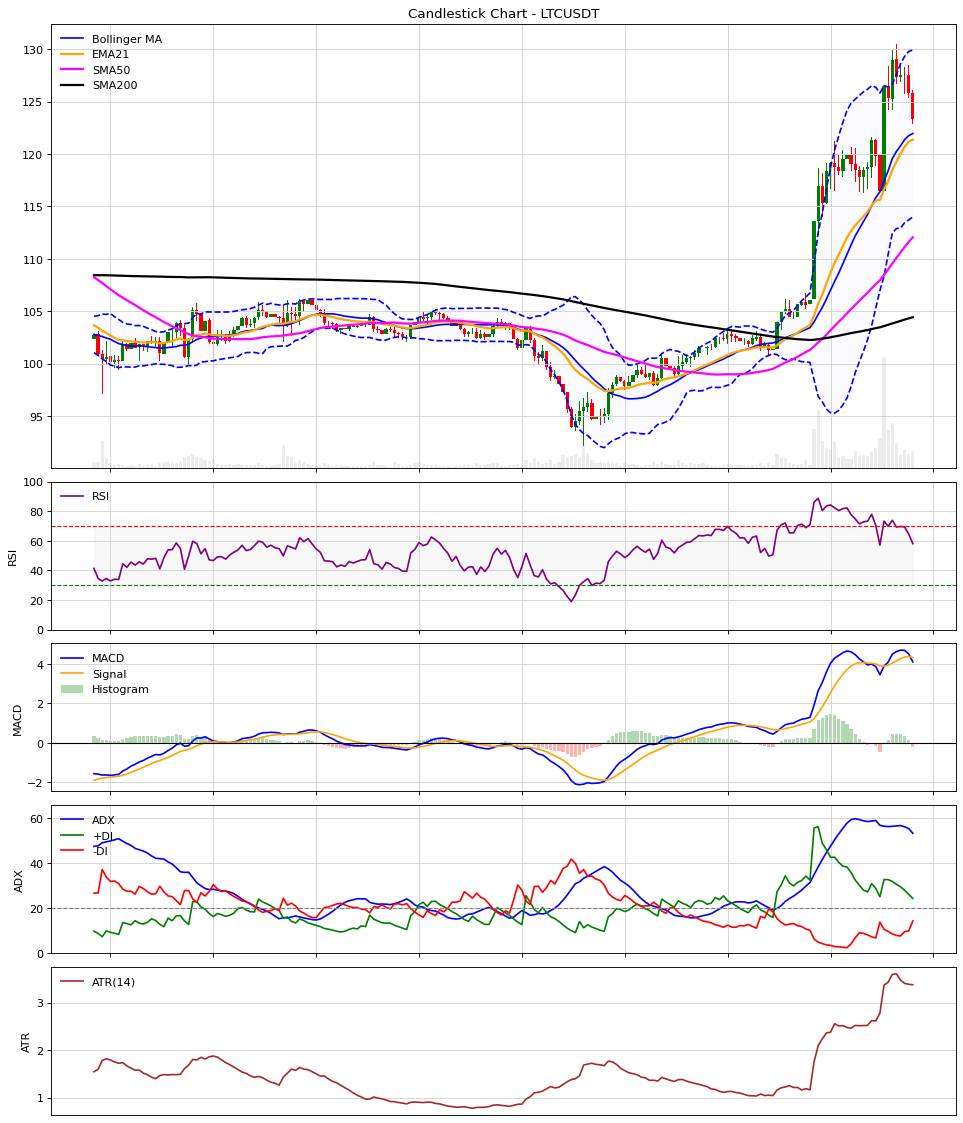 Candlestick Chart - LTCUSDT
Bollinger MA
EMA21
SMA50
SMA200
130
125
120
115
110
105
100
95
RSI
100
80
60
40
20
0
RSI
MACD
Signal
Histogram
4
2
0
−2
MACD
ADX
+DI
-DI
60
40
20
0
ADX
ATR(14)
3
2
1
ATR